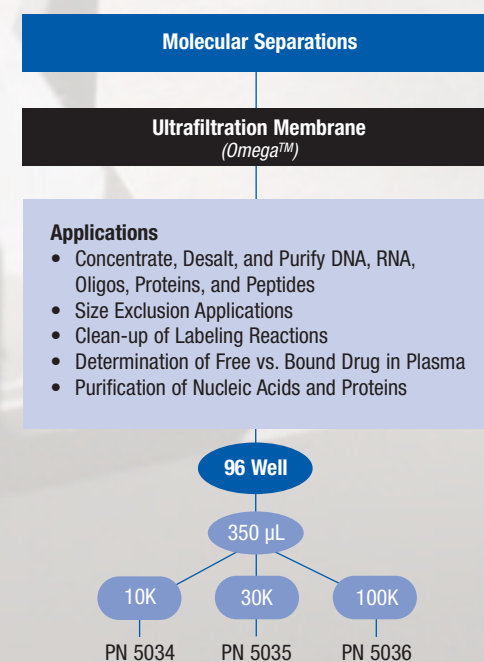 Molecular Separations
Ultrafiltration Membrane
(Omega™)
Applications
• Concentrate, Desalt, and Purify DNA, RNA,
Oligos, Proteins, and Peptides
• Size Exclusion Applications
• Clean-up of Labeling Reactions
• Determination of Free vs. Bound Drug in Plasma
• Purification of Nucleic Acids and Proteins
96 Well
350 µL
10K 30K 100K
PN 5034 PN 5035 PN 5036